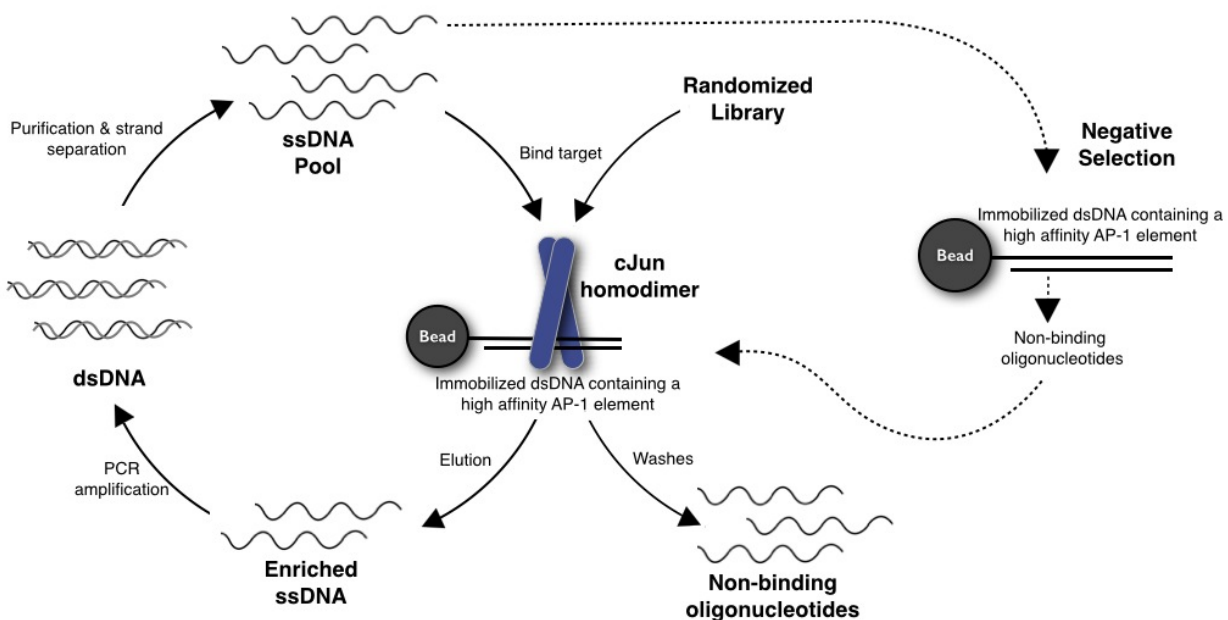 Randomized
Library
Purification & strand
separation
ssDNA
Pool
Bind target
Negative
Selection
Immobilized dsDNA containing a
high affinity AP-1 element
Bead
Non-binding
oligonucleotides
cJun
homodimer
Bead
Immobilized dsDNA containing a
high affinity AP-1 element
dsDNA
Elution
Washes
PCR
amplification
Enriched
ssDNA
Non-binding
oligonucleotides